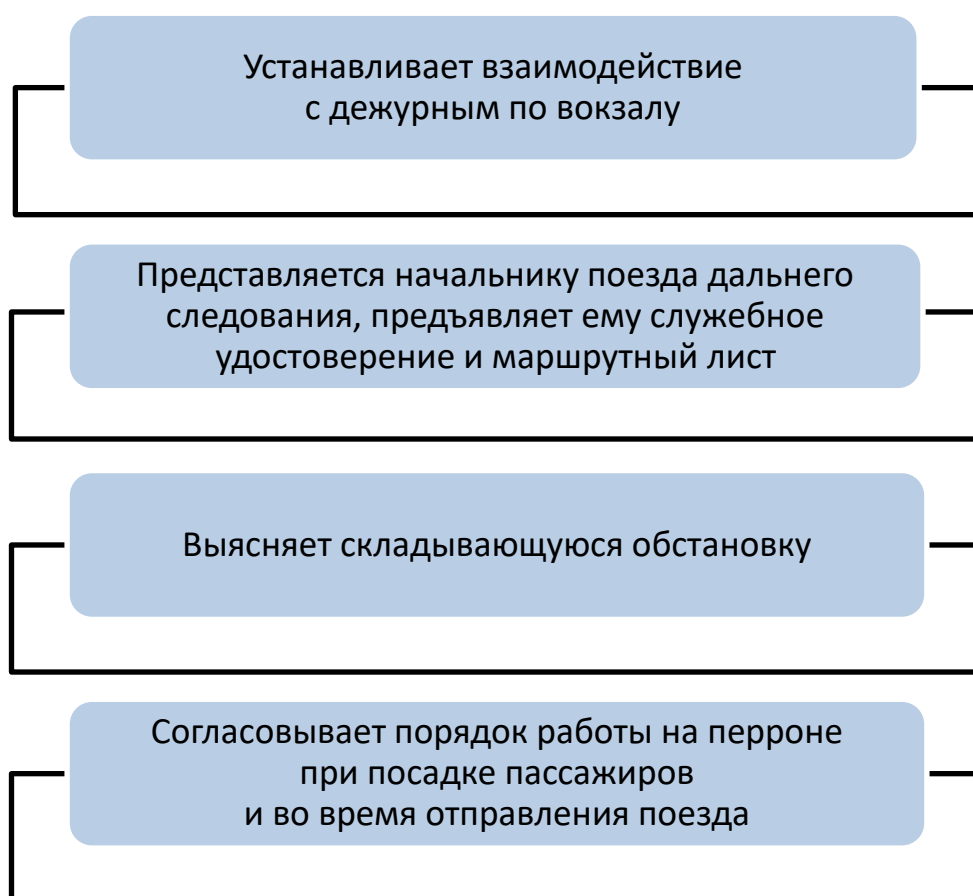 Устанавливает взаимодействие
с дежурным по вокзалу
Представляется начальнику поезда дальнего
следования, предъявляет ему служебное
удостоверение и маршрутный лист
Выясняет складывающуюся обстановку
Согласовывает порядок работы на перроне
при посадке пассажиров
и во время отправления поезда